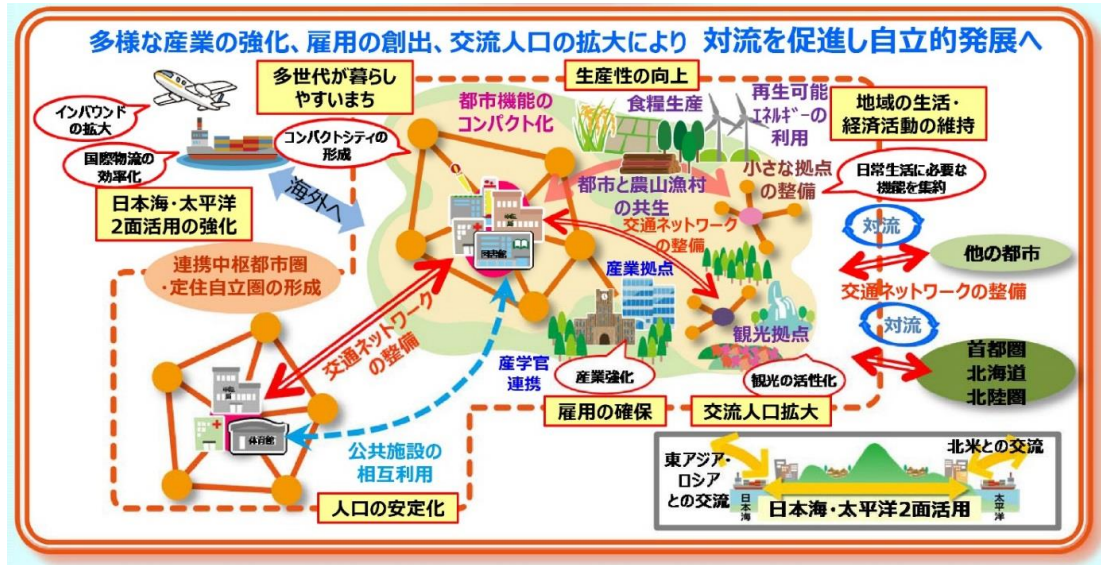 多様な産業の強化、雇用の創出、交流人口の拡大により 対流を促進し自立的発展へ
インバウンド
の拡大
国際物流の
効率化
日本海・太平洋
2面活用の強化
海外へ
多世代が暮らし
やすいまち
コンパクトシティの
形成
都市機能の
コンパクト化
生産性の向上
食糧生産
再生可能
エネルギーの
利用
都市と農山漁村
の共生
地域の生活・
経済活動の維持
小さな拠点
の整備
日常生活に必要な
機能を集約
交通ネットワーク
の整備
図書館
産業拠点
産学官
連携
産業強化
雇用の確保
観光拠点
観光の活性化
交流人口拡大
対流
他の都市
交通ネットワークの整備
対流
首都圏
北海道
北陸圏
連携中枢都市圏
・定住自立圏の形成
交通ネットワーク
の整備
体育館
公共施設の
相互利用
人口の安定化
東アジア・
ロシア
との交流
北米との交流
日本海
日本海・太平洋2面活用
太平洋